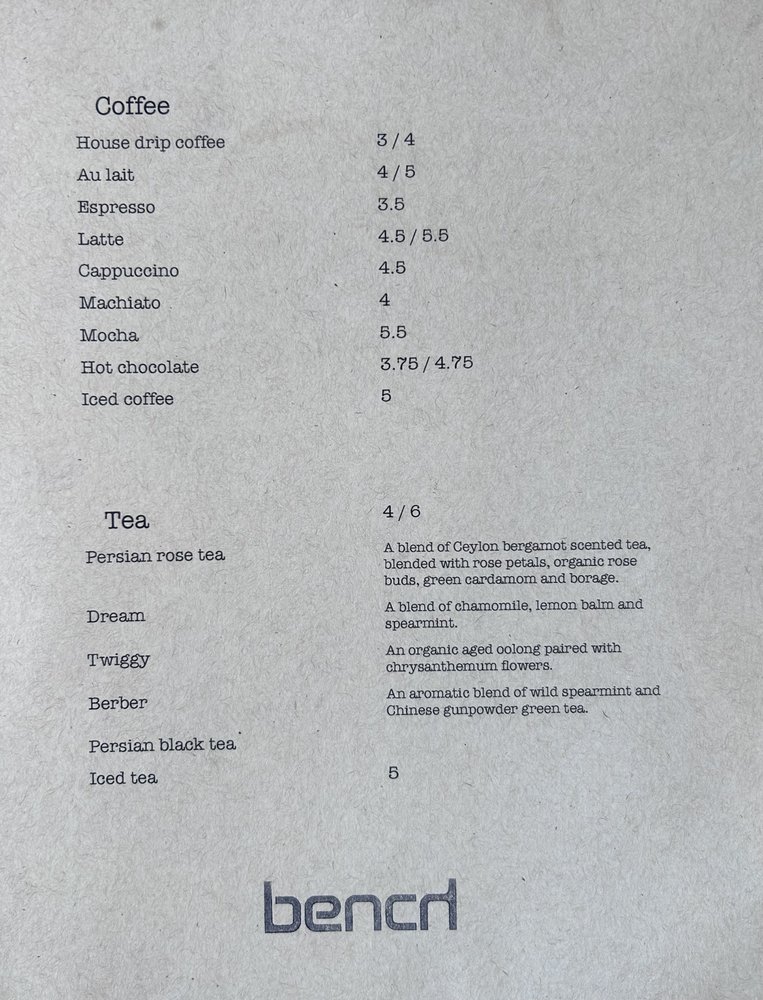 Coffee
House drip coffee 3 / 4
Au lait 4 / 5
Espresso 3.5
Latte 4.5 / 5.5
Cappuccino 4.5
Machiato 4
Mocha 5.5
Hot chocolate 3.75 / 4.75
Iced coffee 5
Tea 4 / 6
Persian rose tea A blend of Ceylon bergamot scented tea,
blended with rose petals, organic rose
buds, green cardamom and borage.
Dream A blend of chamomile, lemon balm and
spearmint.
Twiggy An organic aged oolong paired with
chrysanthemum flowers.
Berber An aromatic blend of wild spearmint and
Chinese gunpowder green tea.
Persian black tea
Iced tea 5
bench